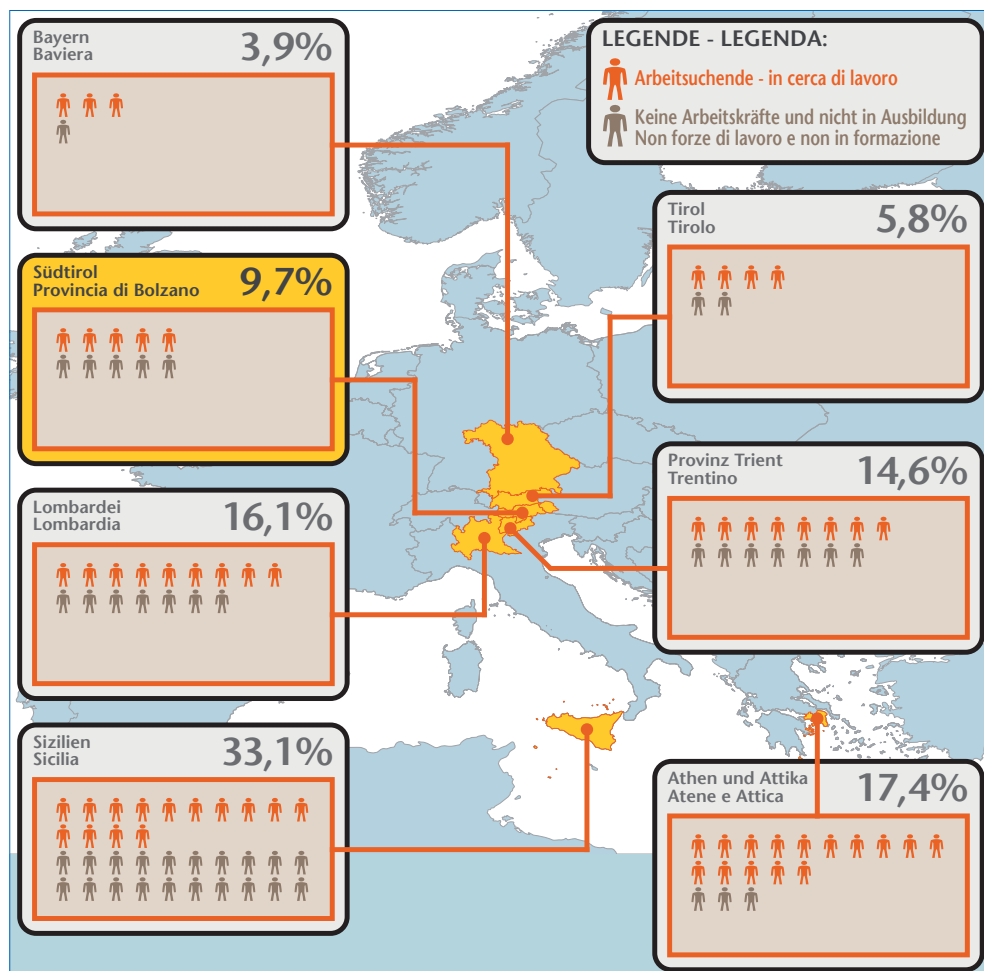 Bayern
Baviera
3,9%
LEGENDE - LEGENDA:
Arbeitsuchende - in cerca di lavoro
Keine Arbeitskräfte und nicht in Ausbildung
Non forze di lavoro e non in formazione
Tirol
Tirolo
5,8%
Südtirol
Provincia di Bolzano
9,7%
Provinz Trient
Trentino
14,6%
Lombardei
Lombardia
16,1%
Sizilien
Sicilia
33,1%
Athen und Attika
Atene e Attica
17,4%